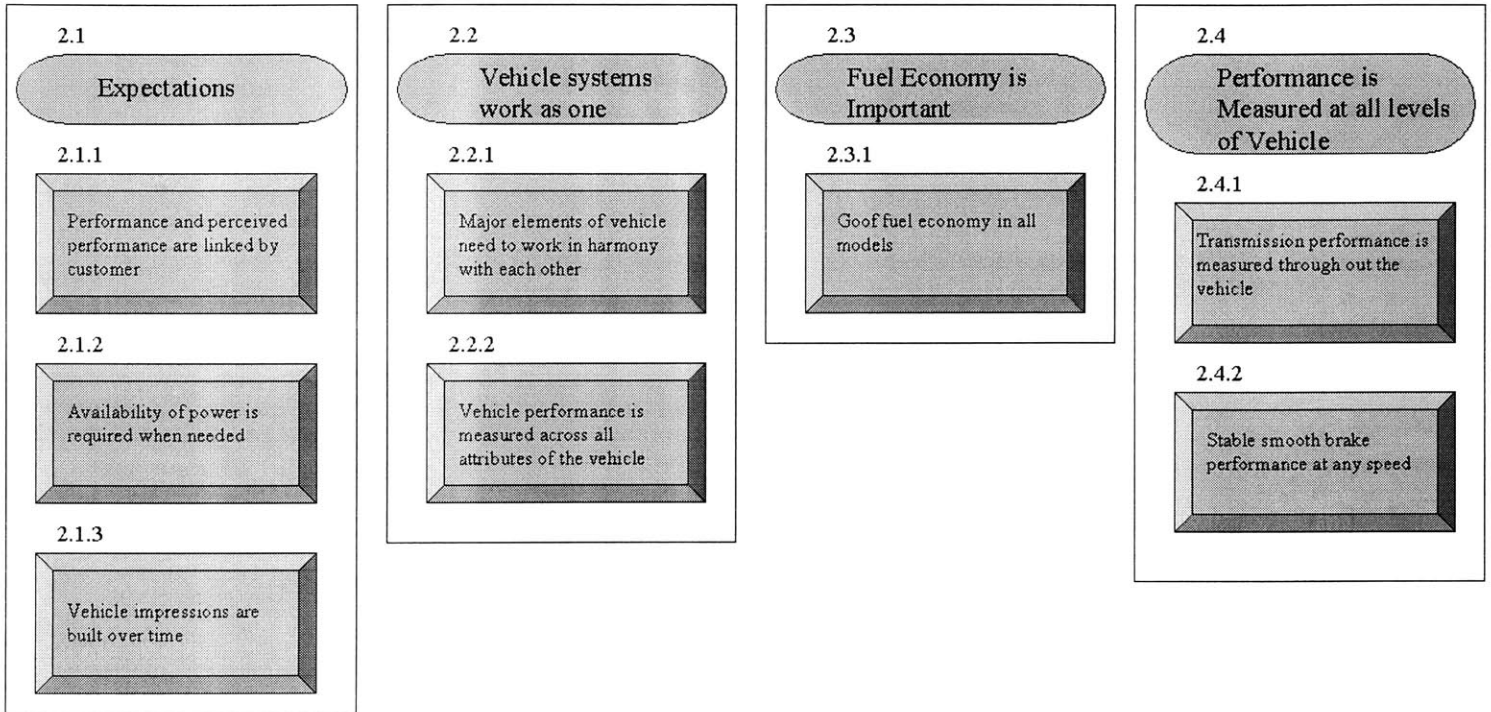 2.1
Expectations
2.1.1
Performance and perceived
performance are linked by
customer
2.1.2
Availability of power is
required when needed
2.1.3
Vehicle impressions are
built over time
2.2
Vehicle systems
work as one
2.2.1
Major elements of vehicle
need to work in harmony
with each other
2.2.2
Vehicle performance is
measured across all
attributes of the vehicle
2.3
Fuel Economy is
Important
2.3.1
Goof fuel economy in all
models
2.4
Performance is
Measured at all levels
of Vehicle
2.4.1
Transmission performance is
measured through out the
vehicle
2.4.2
Stable smooth brake
performance at any speed